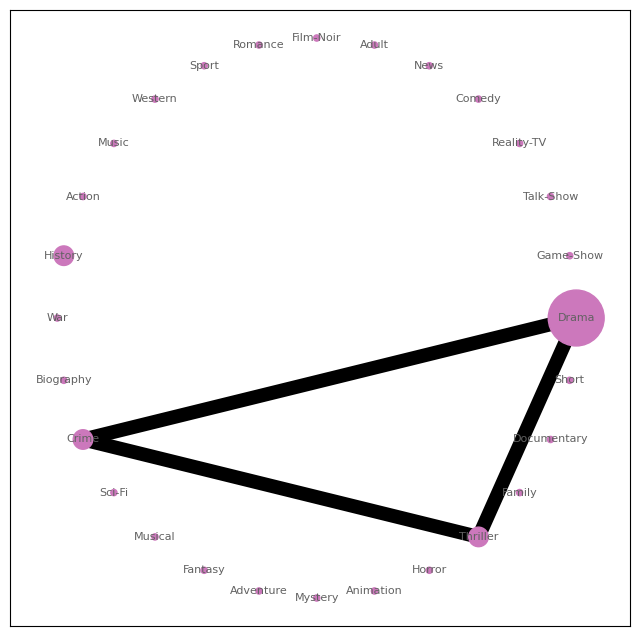 Film-Noir
Romance
Adult
Sport
News
Western
Comedy
Music
Reality-TV
Action
Talk-Show
History
Game-Show
War
Drama
Biography
Short
Crime
Documentary
Sci-Fi
Family
Musical
Thriller
Fantasy
Horror
Adventure
Animation
Mystery